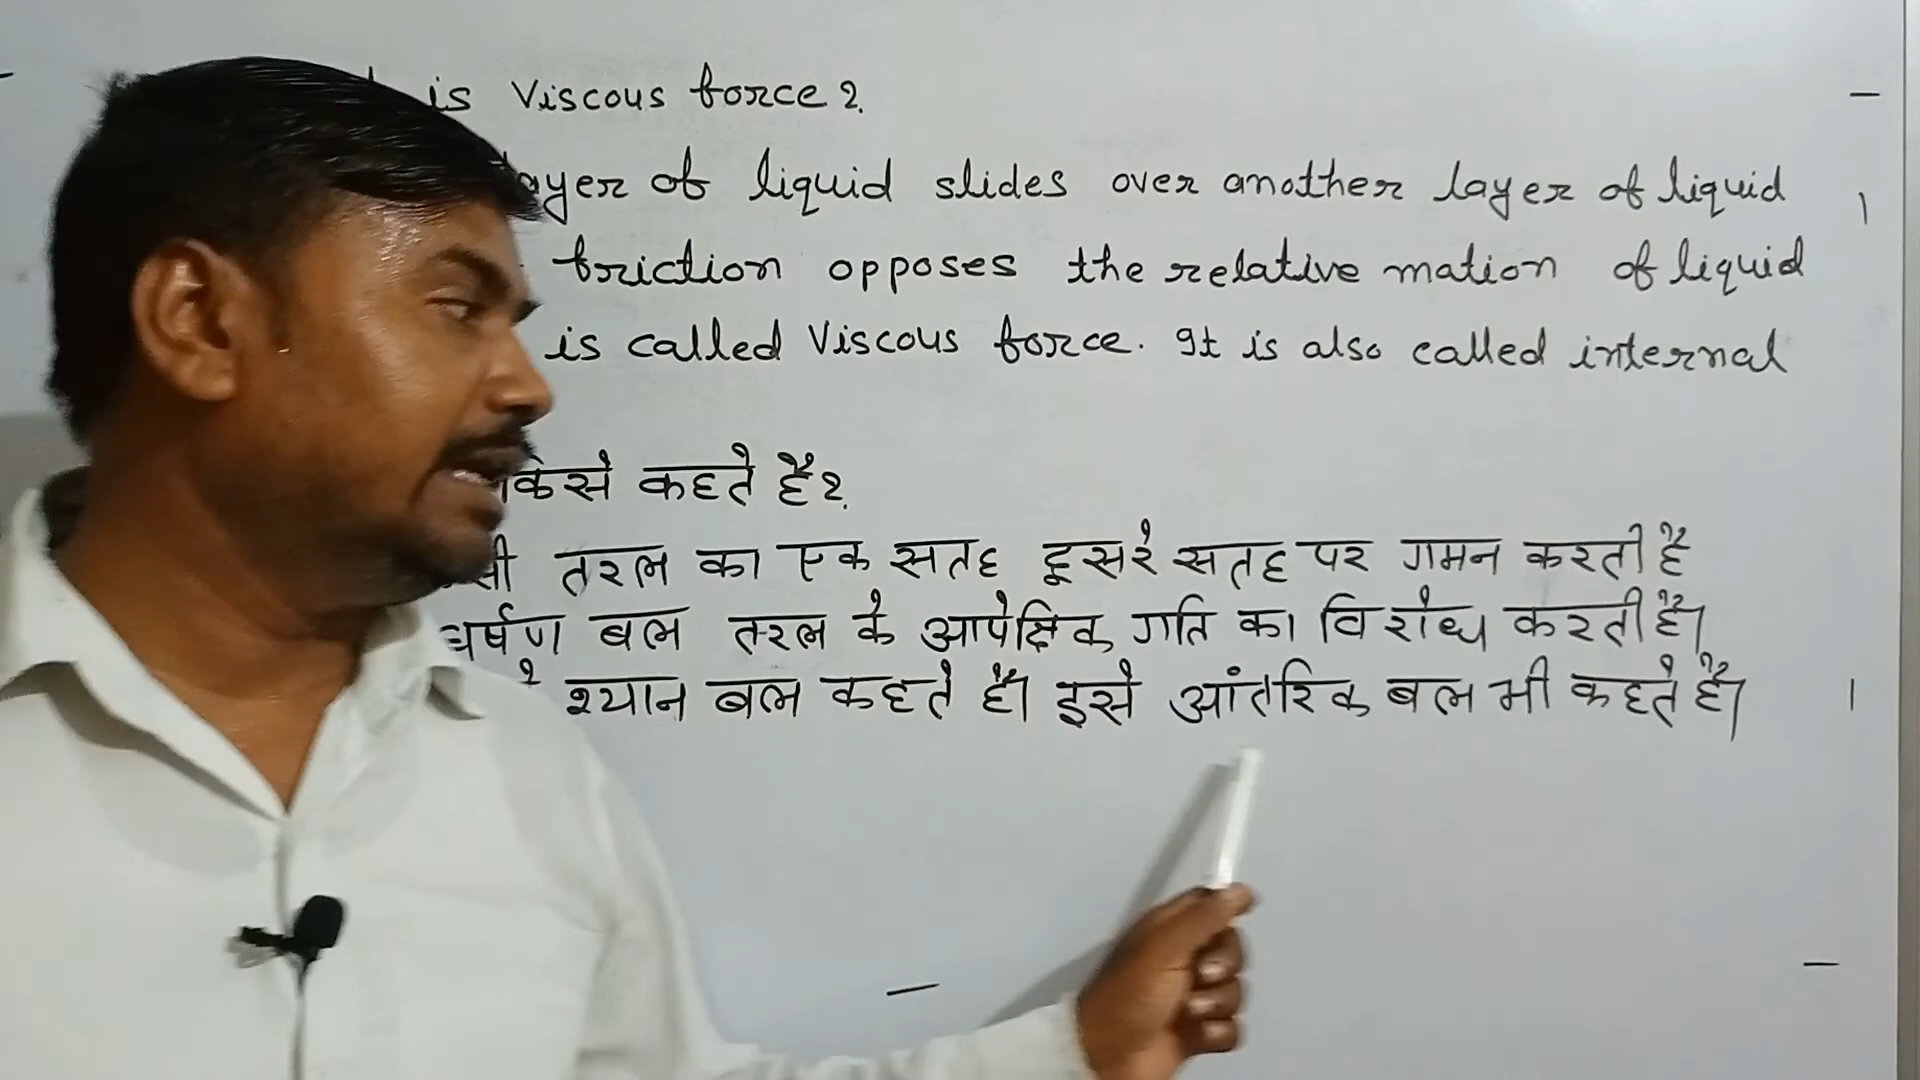 is Viscous force?
layer of liquid slides over another layer of liquid
friction opposes the relative mation of liquid
is called Viscous force. It is also called internal
किसे कहते हैं?
तरल का एक सतह दूसरे सतह पर गमन करती है
घर्षण बल तरल के आपेक्षिक गति का विरोध करती है।
श्यान बल कहते हैं। इसे आंतरिक बल भी कहते हैं।